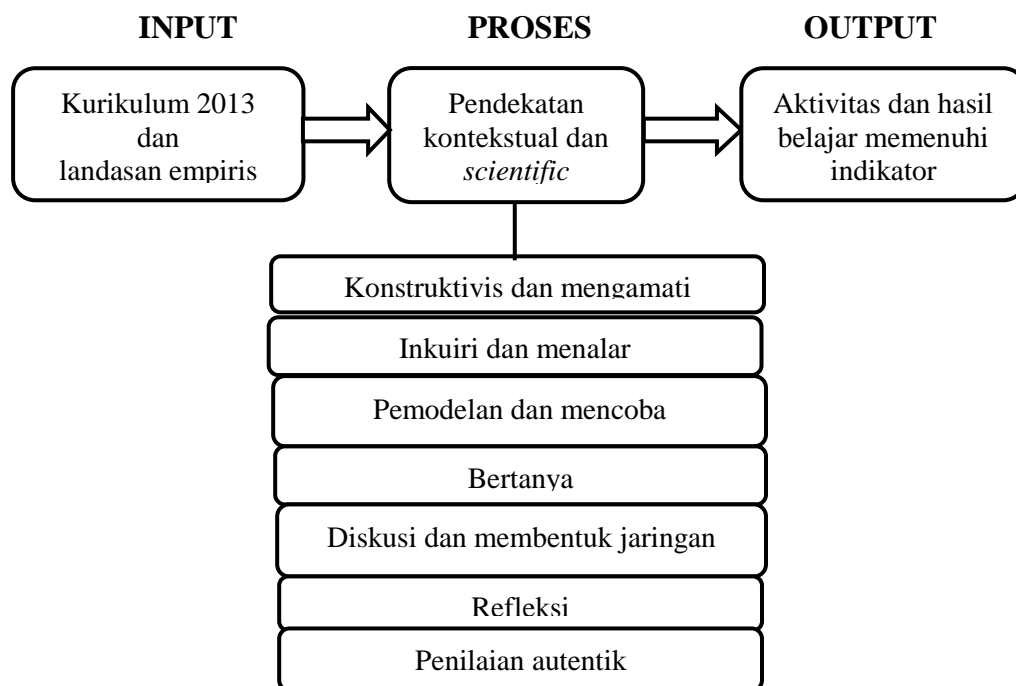 INPUT
PROSES
OUTPUT
Kurikulum 2013
dan
landasan empiris
Pendekatan
kontekstual dan
scientific
Aktivitas dan hasil
belajar memenuhi
indikator
Konstruktivis dan mengamati
Inkuiri dan menalar
Pemodelan dan mencoba
Bertanya
Diskusi dan membentuk jaringan
Refleksi
Penilaian autentik